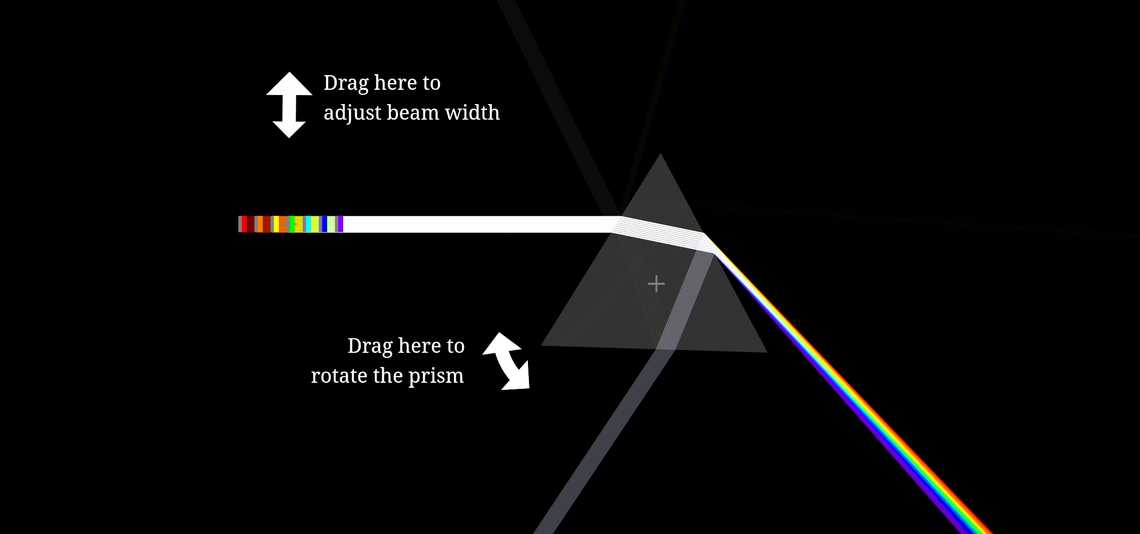 Drag here to
adjust beam width
Drag here to
rotate the prism